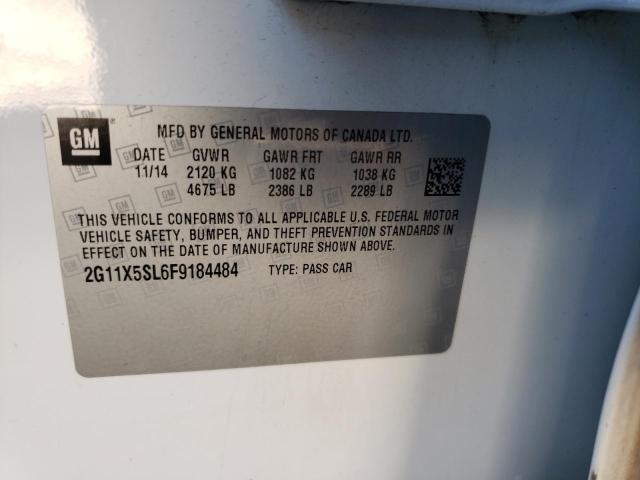 GM
MFD BY GENERAL MOTORS OF CANADA LTD.
DATE GVWR GAWR FRT GAWR RR
11/14 2120 KG 1082 KG 1038 KG
4675 LB 2386 LB 2289 LB
THIS VEHICLE CONFORMS TO ALL APPLICABLE U.S. FEDERAL MOTOR
VEHICLE SAFETY, BUMPER, AND THEFT PREVENTION STANDARDS IN
EFFECT ON THE DATE OF MANUFACTURE SHOWN ABOVE.
2G11X5SL6F9184484 TYPE: PASS CAR